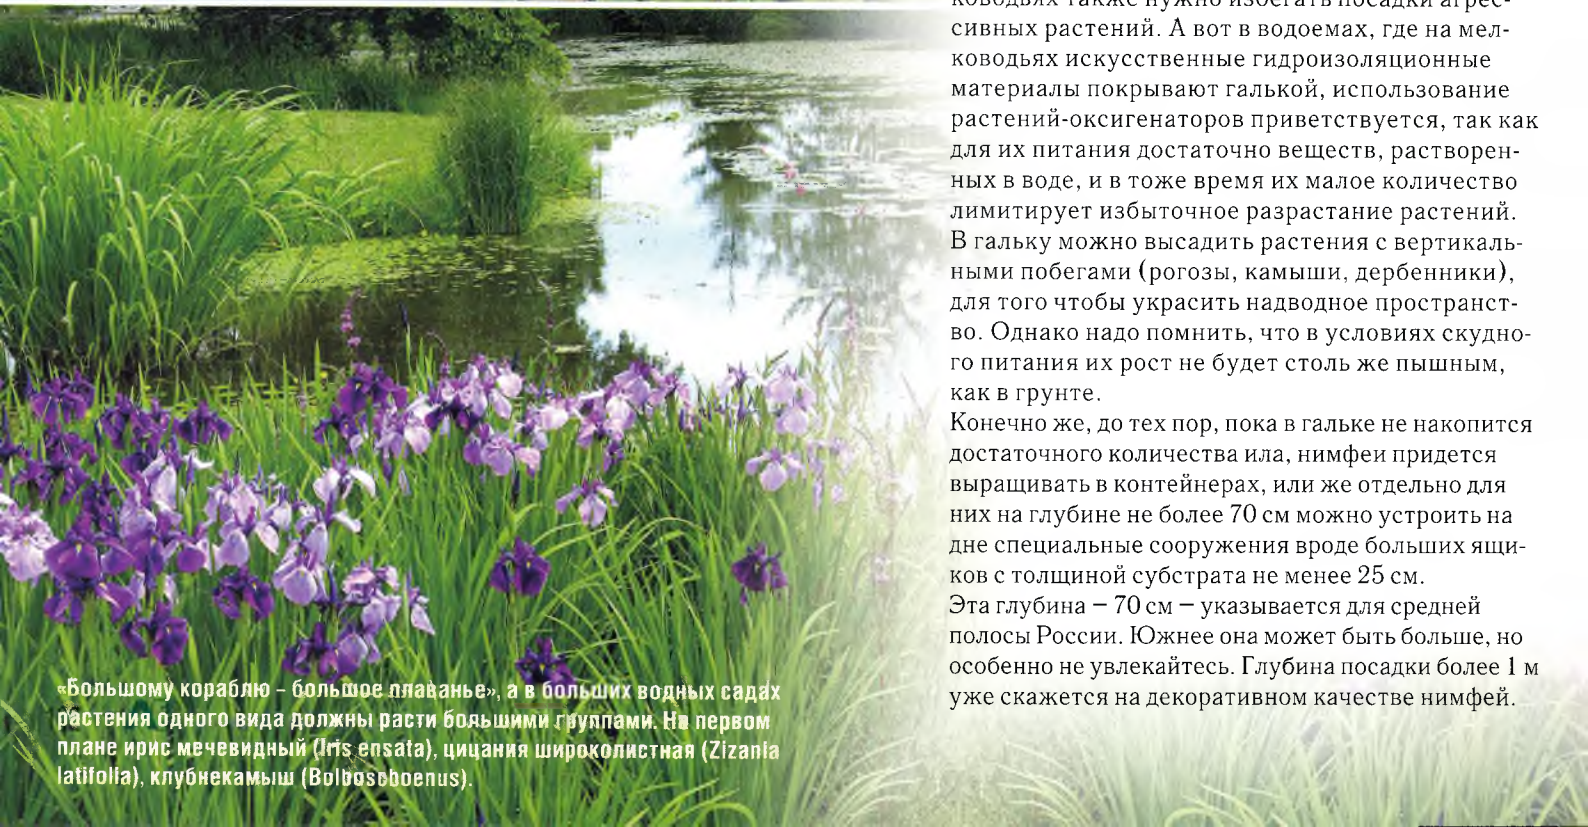 ководьях также нужно избегать посадки агрес-
сивных растений. А вот в водоемах, где на мел-
ководьях искусственные гидроизоляционные
материалы покрывают галькой, использование
растений-оксигенаторов приветствуется, так как
для их питания достаточно веществ, растворен-
ных в воде, и в тоже время их малое количество
лимитирует избыточное разрастание растений.
В гальку можно высадить растения с вертикаль-
ными побегами (рогозы, камыши, дербенники),
для того чтобы украсить надводное пространст-
во. Однако надо помнить, что в условиях скудно-
го питания их рост не будет столь же пышным,
как в грунте.
Конечно же, до тех пор, пока в гальке не накопится
достаточного количества ила, нимфеи придется
выращивать в контейнерах, или же отдельно для
них на глубине не более 70 см можно устроить на
дне специальные сооружения вроде больших ящи-
ков с толщиной субстрата не менее 25 см.
Эта глубина – 70 см – указывается для средней
полосы России. Южнее она может быть больше, но
особенно не увлекайтесь. Глубина посадки более 1 м
уже скажется на декоративном качестве нимфей.
«Большому кораблю – большое плаванье», а в больших водных садах
растения одного вида должны расти большими группами. На первом
плане ирис мечевидный (Iris ensata), цицания широколистная (Zizania
latifolia), клубнекамыш (Bolboschoenus).